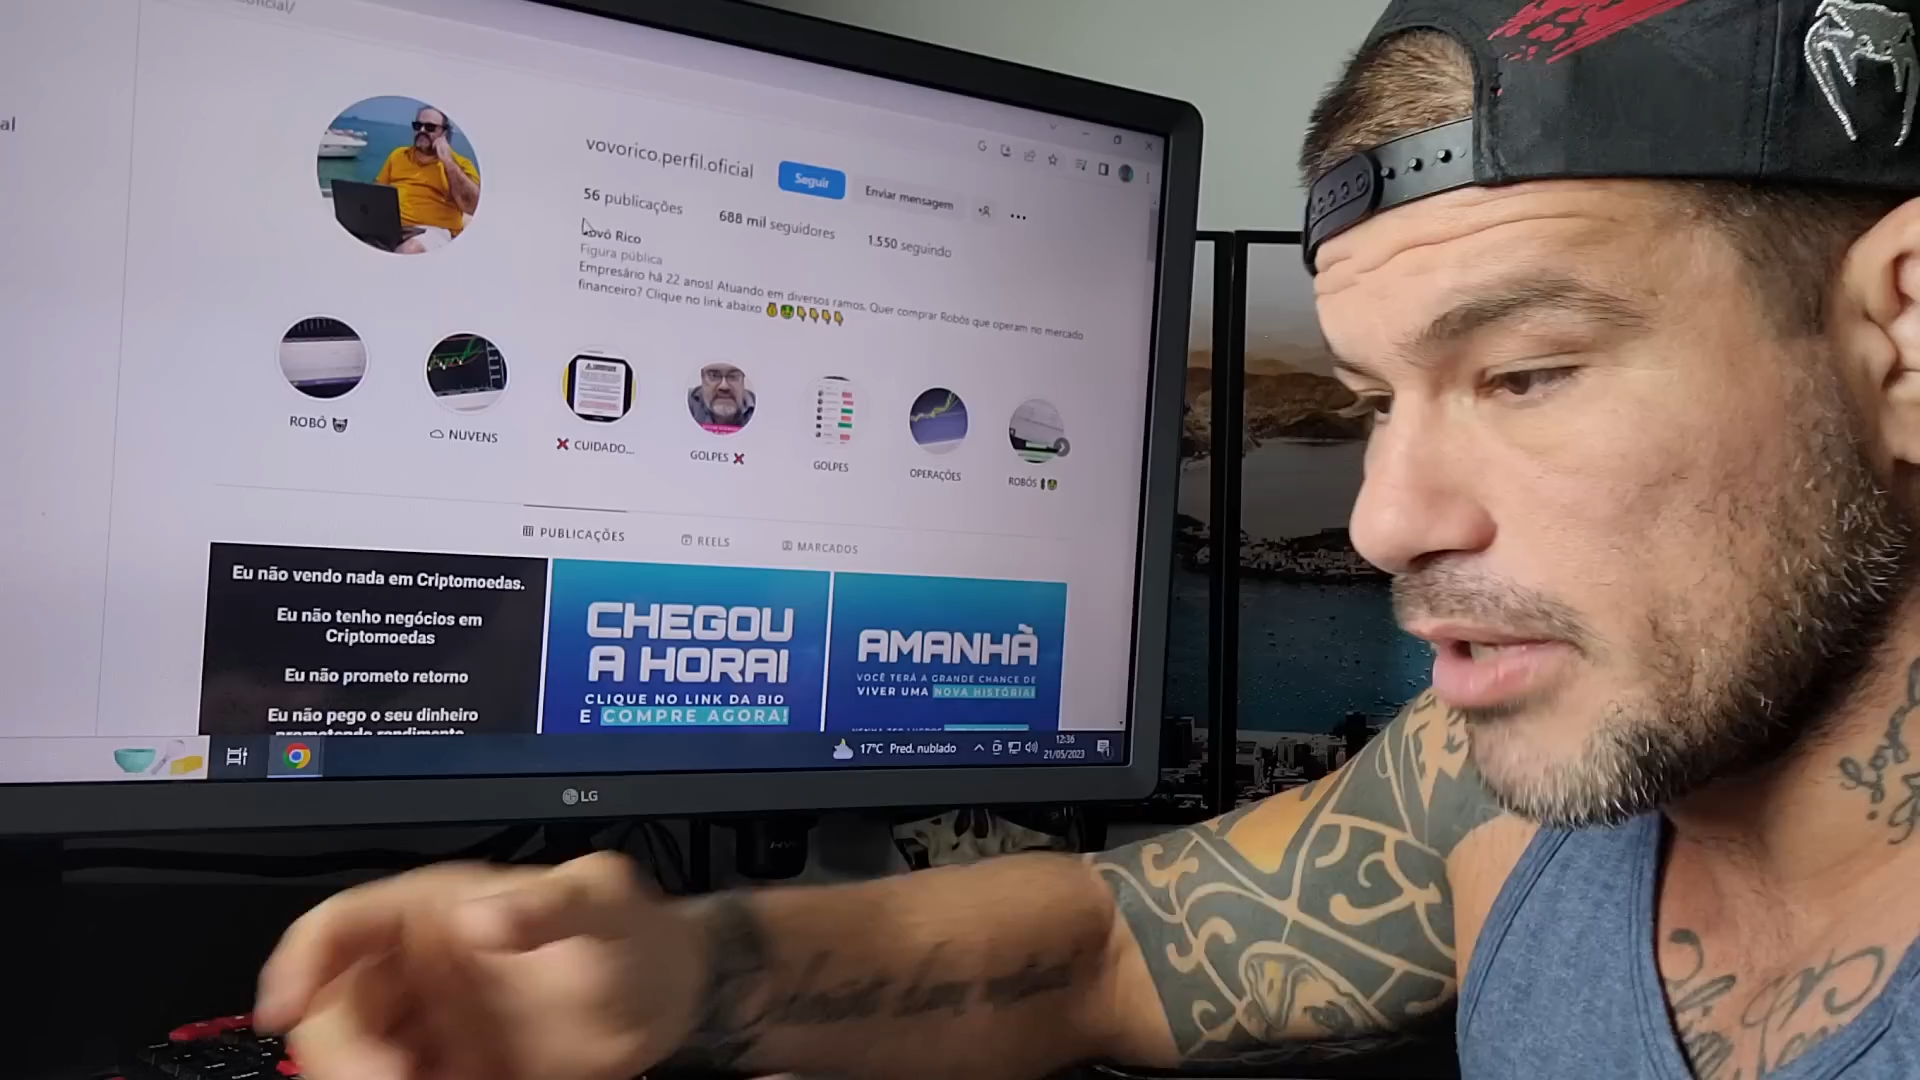 oficial/
al
vovorico.perfil.oficial
Seguir
Enviar mensagem
56 publicações
688 mil seguidores
1.550 seguindo
ovô Rico
Figura pública
Empresário há 22 anos! Atuando em diversos ramos. Quer comprar Robôs que operam no mercado
financeiro? Clique no link abaixo 💰🤑👇👇👇👇
ROBÔ
NUVENS
❌ CUIDADO...
GOLPES ❌
GOLPES
OPERAÇÕES
ROBÔS
PUBLICAÇÕES
REELS
MARCADOS
Eu não vendo nada em Criptomoedas.
Eu não tenho negócios em
Criptomoedas
Eu não prometo retorno
Eu não pego o seu dinheiro
prometendo rendimento
CHEGOU
A HORA!
CLIQUE NO LINK DA BIO
E COMPRE AGORA!
AMANHÃ
VOCÊ TERÁ A GRANDE CHANCE DE
VIVER UMA NOVA HISTÓRIA!
17°C Pred. nublado
12:36
21/05/2023
LG